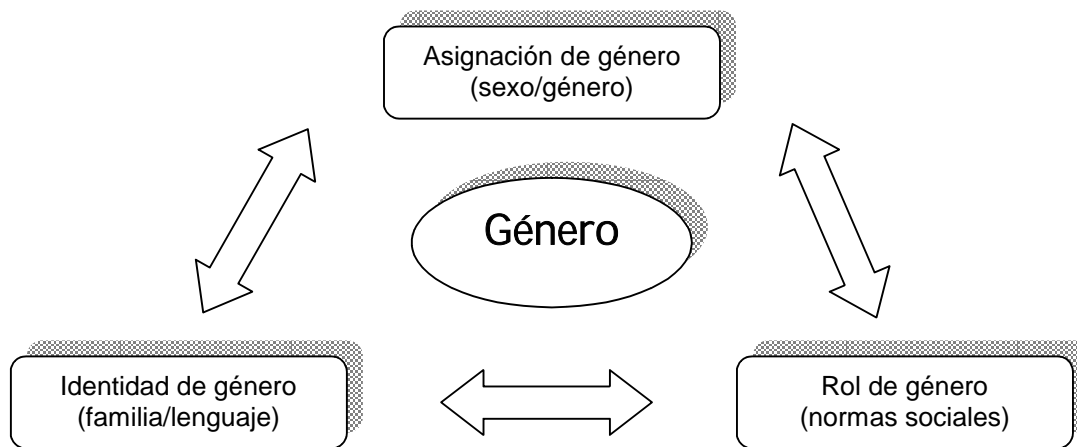 Asignación de género
(sexo/género)
Género
Identidad de género
(familia/lenguaje)
Rol de género
(normas sociales)